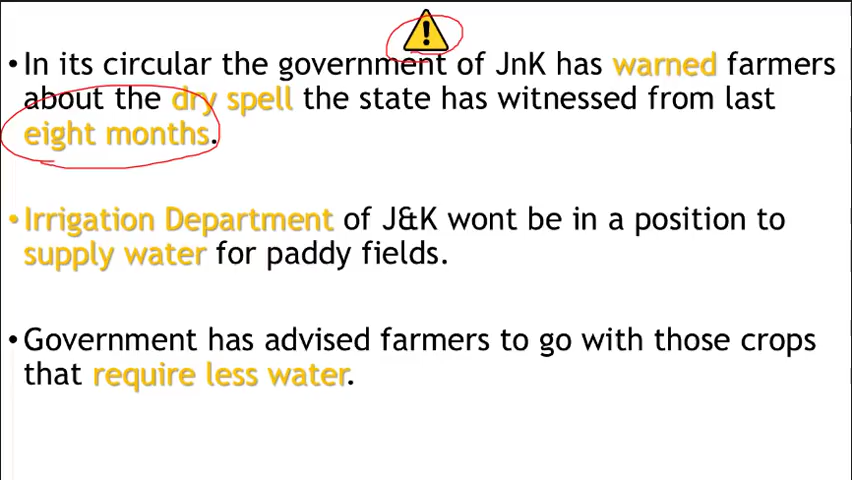 • In its circular the government of JnK has warned farmers
about the dry spell the state has witnessed from last
eight months.
• Irrigation Department of J&K wont be in a position to
supply water for paddy fields.
• Government has advised farmers to go with those crops
that require less water.